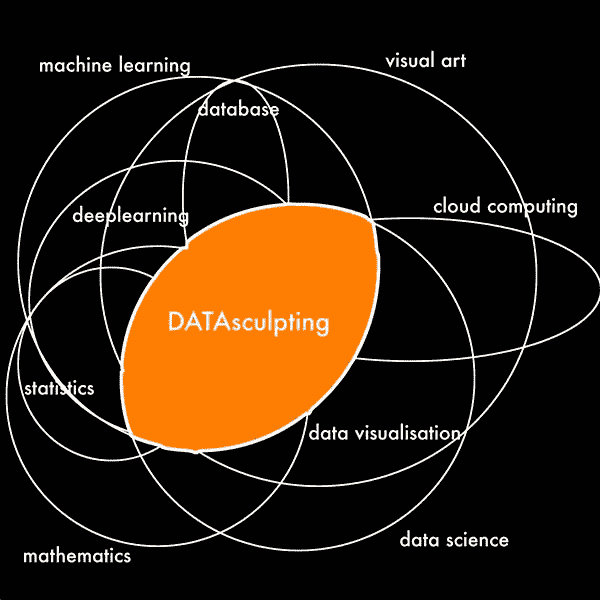 visual art
machine learning
database
cloud computing
deeplearning
DATAsculpting
statistics
data visualisation
data science
mathematics